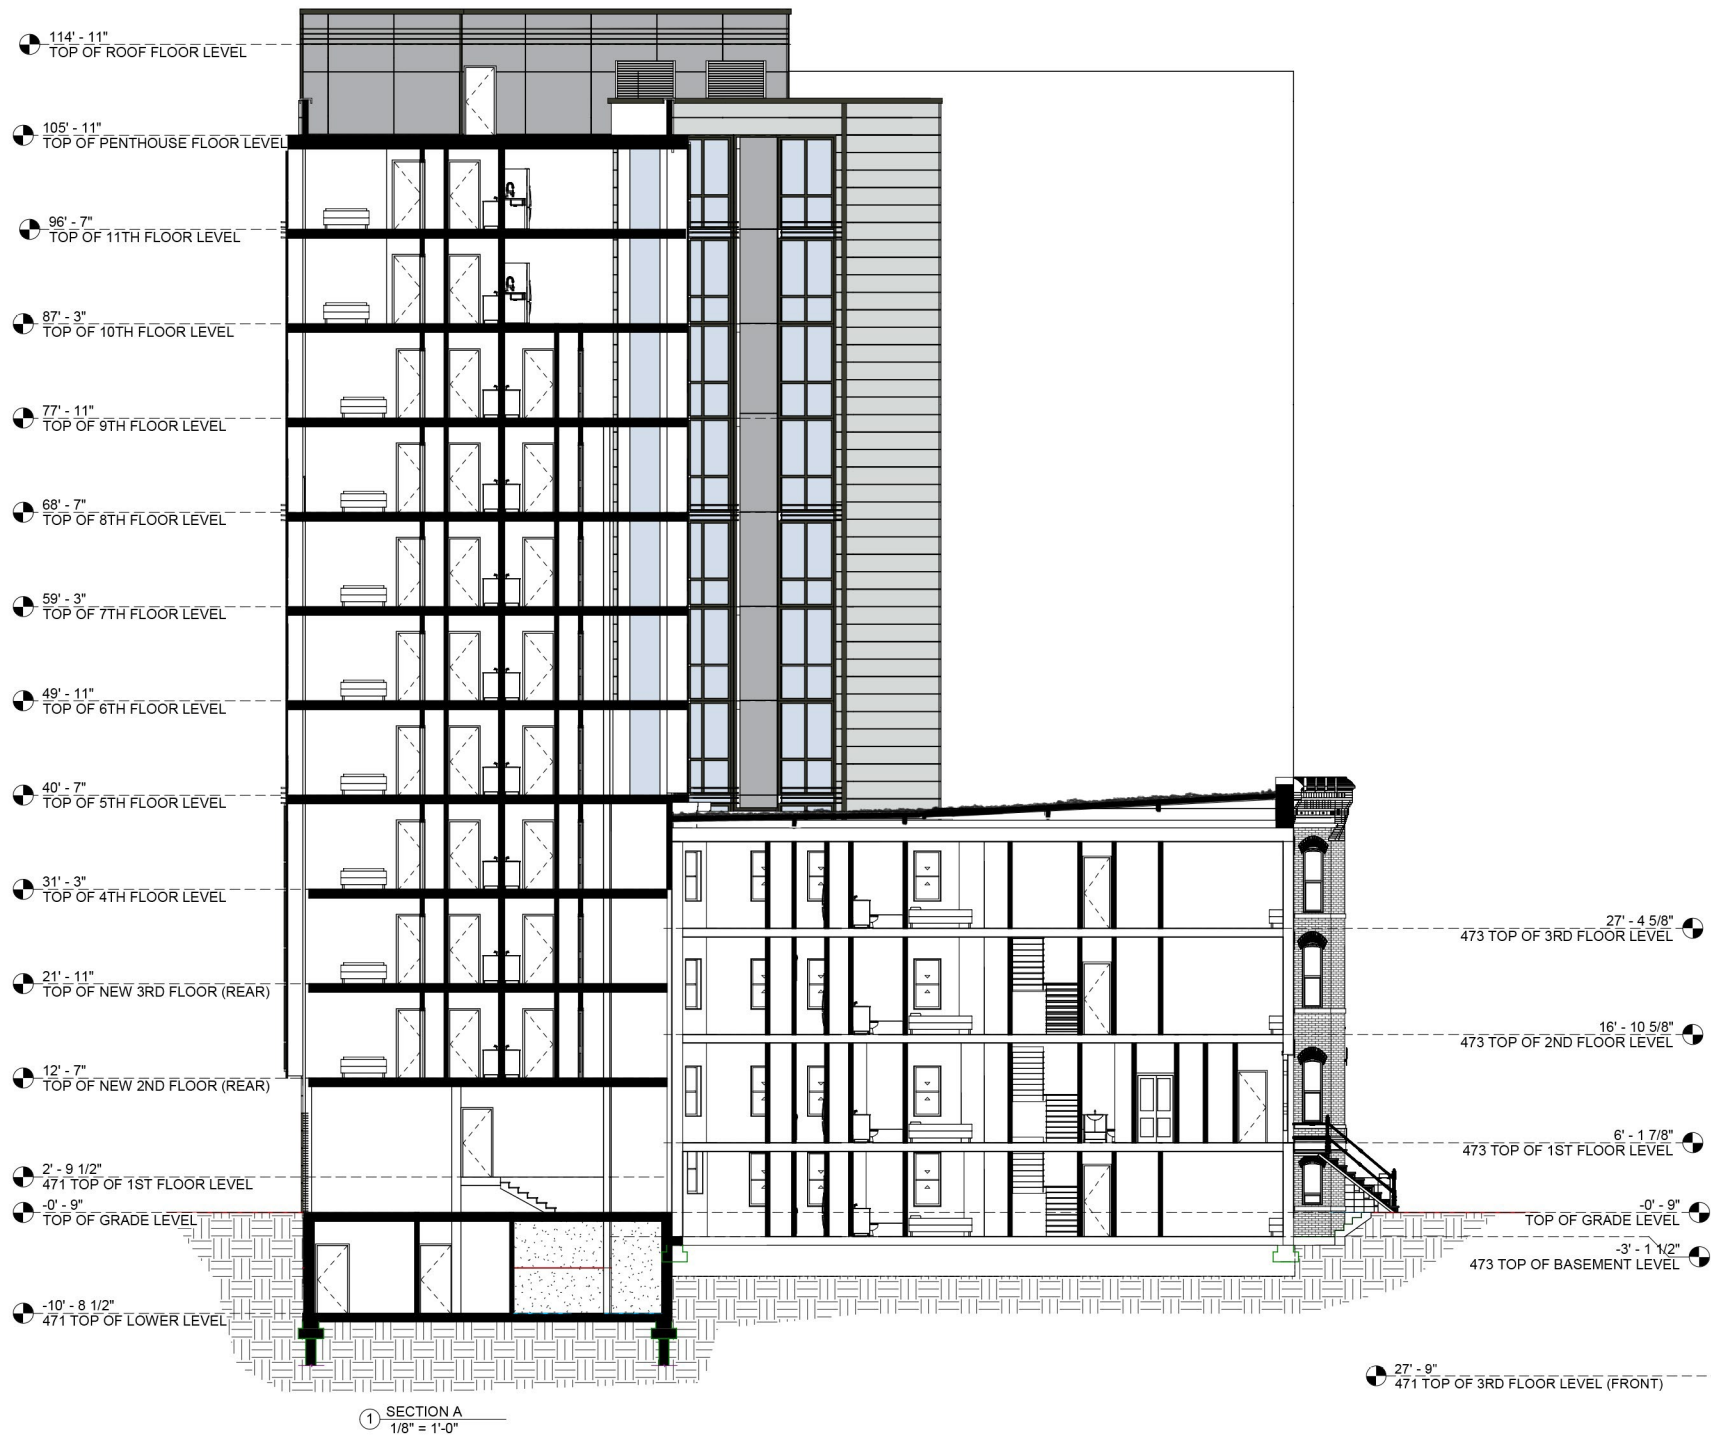 114' - 11"
TOP OF ROOF FLOOR LEVEL
105' - 11"
TOP OF PENTHOUSE FLOOR LEVEL
96' - 7"
TOP OF 11TH FLOOR LEVEL
87' - 3"
TOP OF 10TH FLOOR LEVEL
77' - 11"
TOP OF 9TH FLOOR LEVEL
68' - 7"
TOP OF 8TH FLOOR LEVEL
59' - 3"
TOP OF 7TH FLOOR LEVEL
49' - 11"
TOP OF 6TH FLOOR LEVEL
40' - 7"
TOP OF 5TH FLOOR LEVEL
31' - 3"
TOP OF 4TH FLOOR LEVEL
21' - 11"
TOP OF NEW 3RD FLOOR (REAR)
12' - 7"
TOP OF NEW 2ND FLOOR (REAR)
2' - 9 1/2"
471 TOP OF 1ST FLOOR LEVEL
-0' - 9"
TOP OF GRADE LEVEL
-10' - 8 1/2"
471 TOP OF LOWER LEVEL
27' - 4 5/8"
473 TOP OF 3RD FLOOR LEVEL
16' - 10 5/8"
473 TOP OF 2ND FLOOR LEVEL
6' - 1 7/8"
473 TOP OF 1ST FLOOR LEVEL
-0' - 9"
TOP OF GRADE LEVEL
-3' - 1 1/2"
473 TOP OF BASEMENT LEVEL
27' - 9"
471 TOP OF 3RD FLOOR LEVEL (FRONT)
1 SECTION A
1/8" = 1'-0"